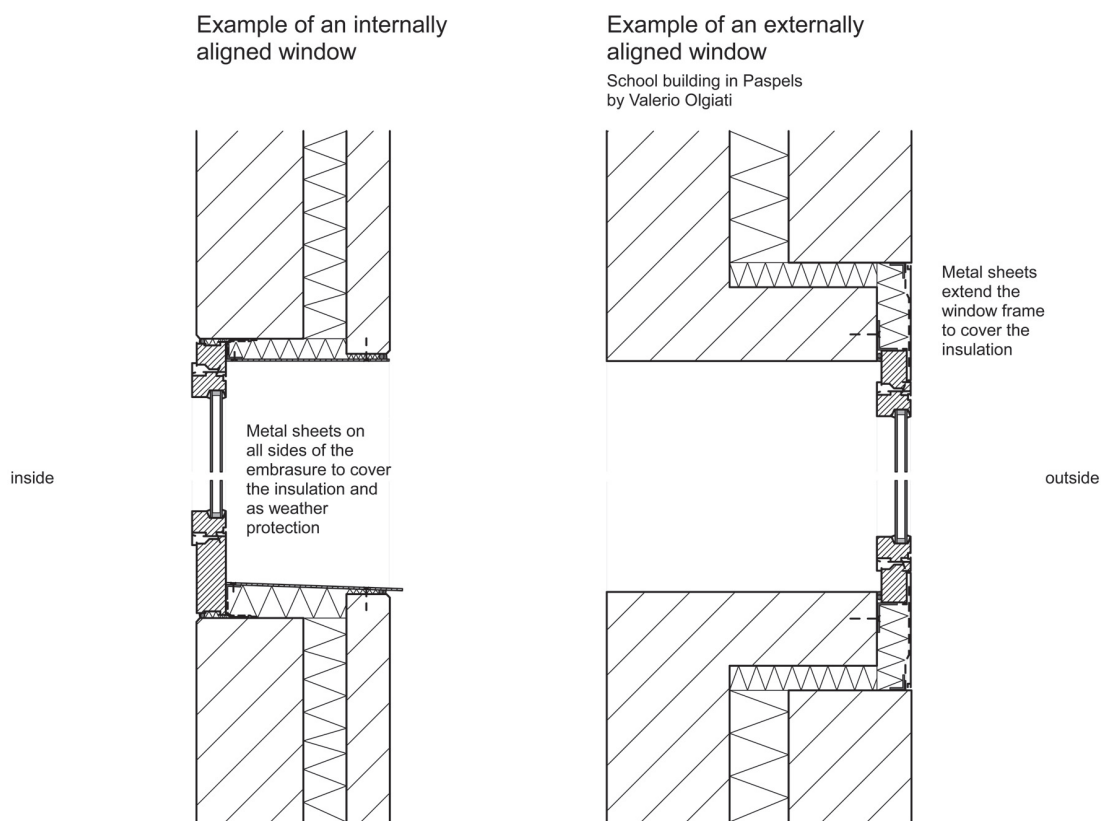 Example of an internally
aligned window
Example of an externally
aligned window
School building in Paspels
by Valerio Olgiati
Metal sheets
extend the
window frame
to cover the
insulation
Metal sheets on
all sides of the
embrasure to cover
the insulation and
as weather
protection
inside
outside